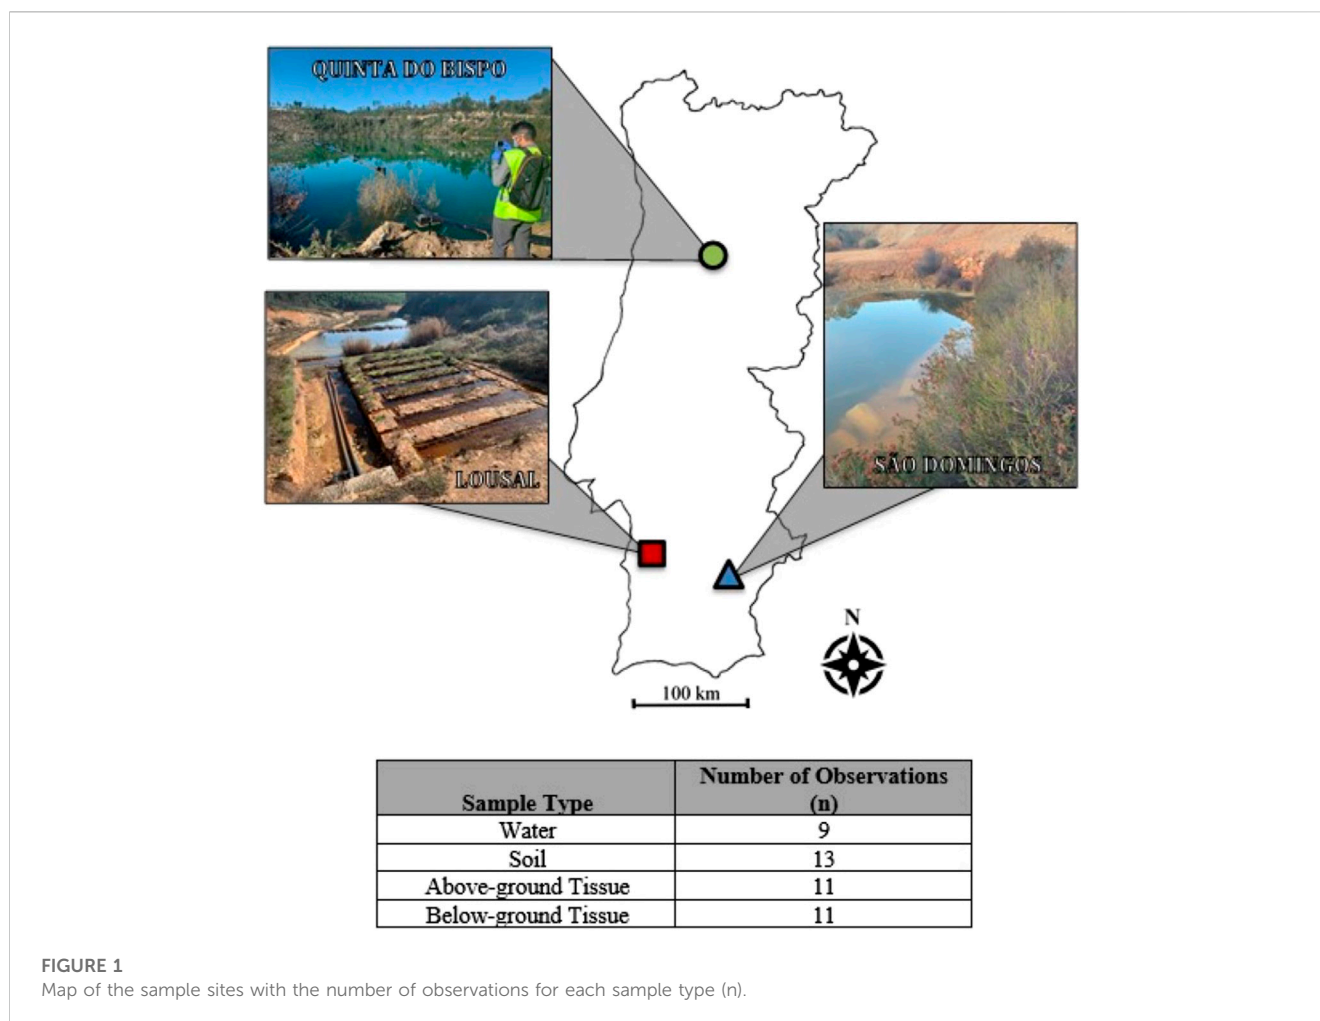 QUINTA DO BISPO
LOUSAL
SÃO DOMINGOS
N
100 km
Sample Type
Number of Observations
(n)
Water 9
Soil 13
Above-ground Tissue 11
Below-ground Tissue 11
FIGURE 1
Map of the sample sites with the number of observations for each sample type (n).